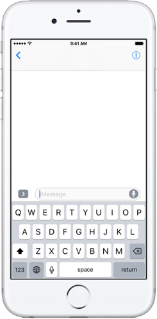 9:41 AM
Message
Q W E R T Y U I O P
A S D F G H J K L
Z X C V B N M
123 space return